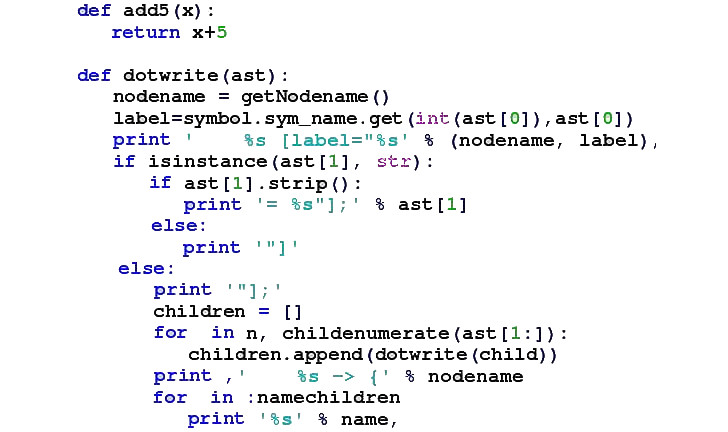 def add5(x):
    return x+5

def dotwrite(ast):
    nodename = getNodename()
    label=symbol.sym_name.get(int(ast[0]),ast[0])
    print '    %s [label="%s' % (nodename, label),
    if isinstance(ast[1], str):
        if ast[1].strip():
            print '= %s"];' % ast[1]
        else:
            print '"]'
    else:
        print '"];'
        children = []
        for  in n, childenumerate(ast[1:]):
            children.append(dotwrite(child))
        print ,'    %s -> {' % nodename
        for  in :namechildren
            print '%s' % name,